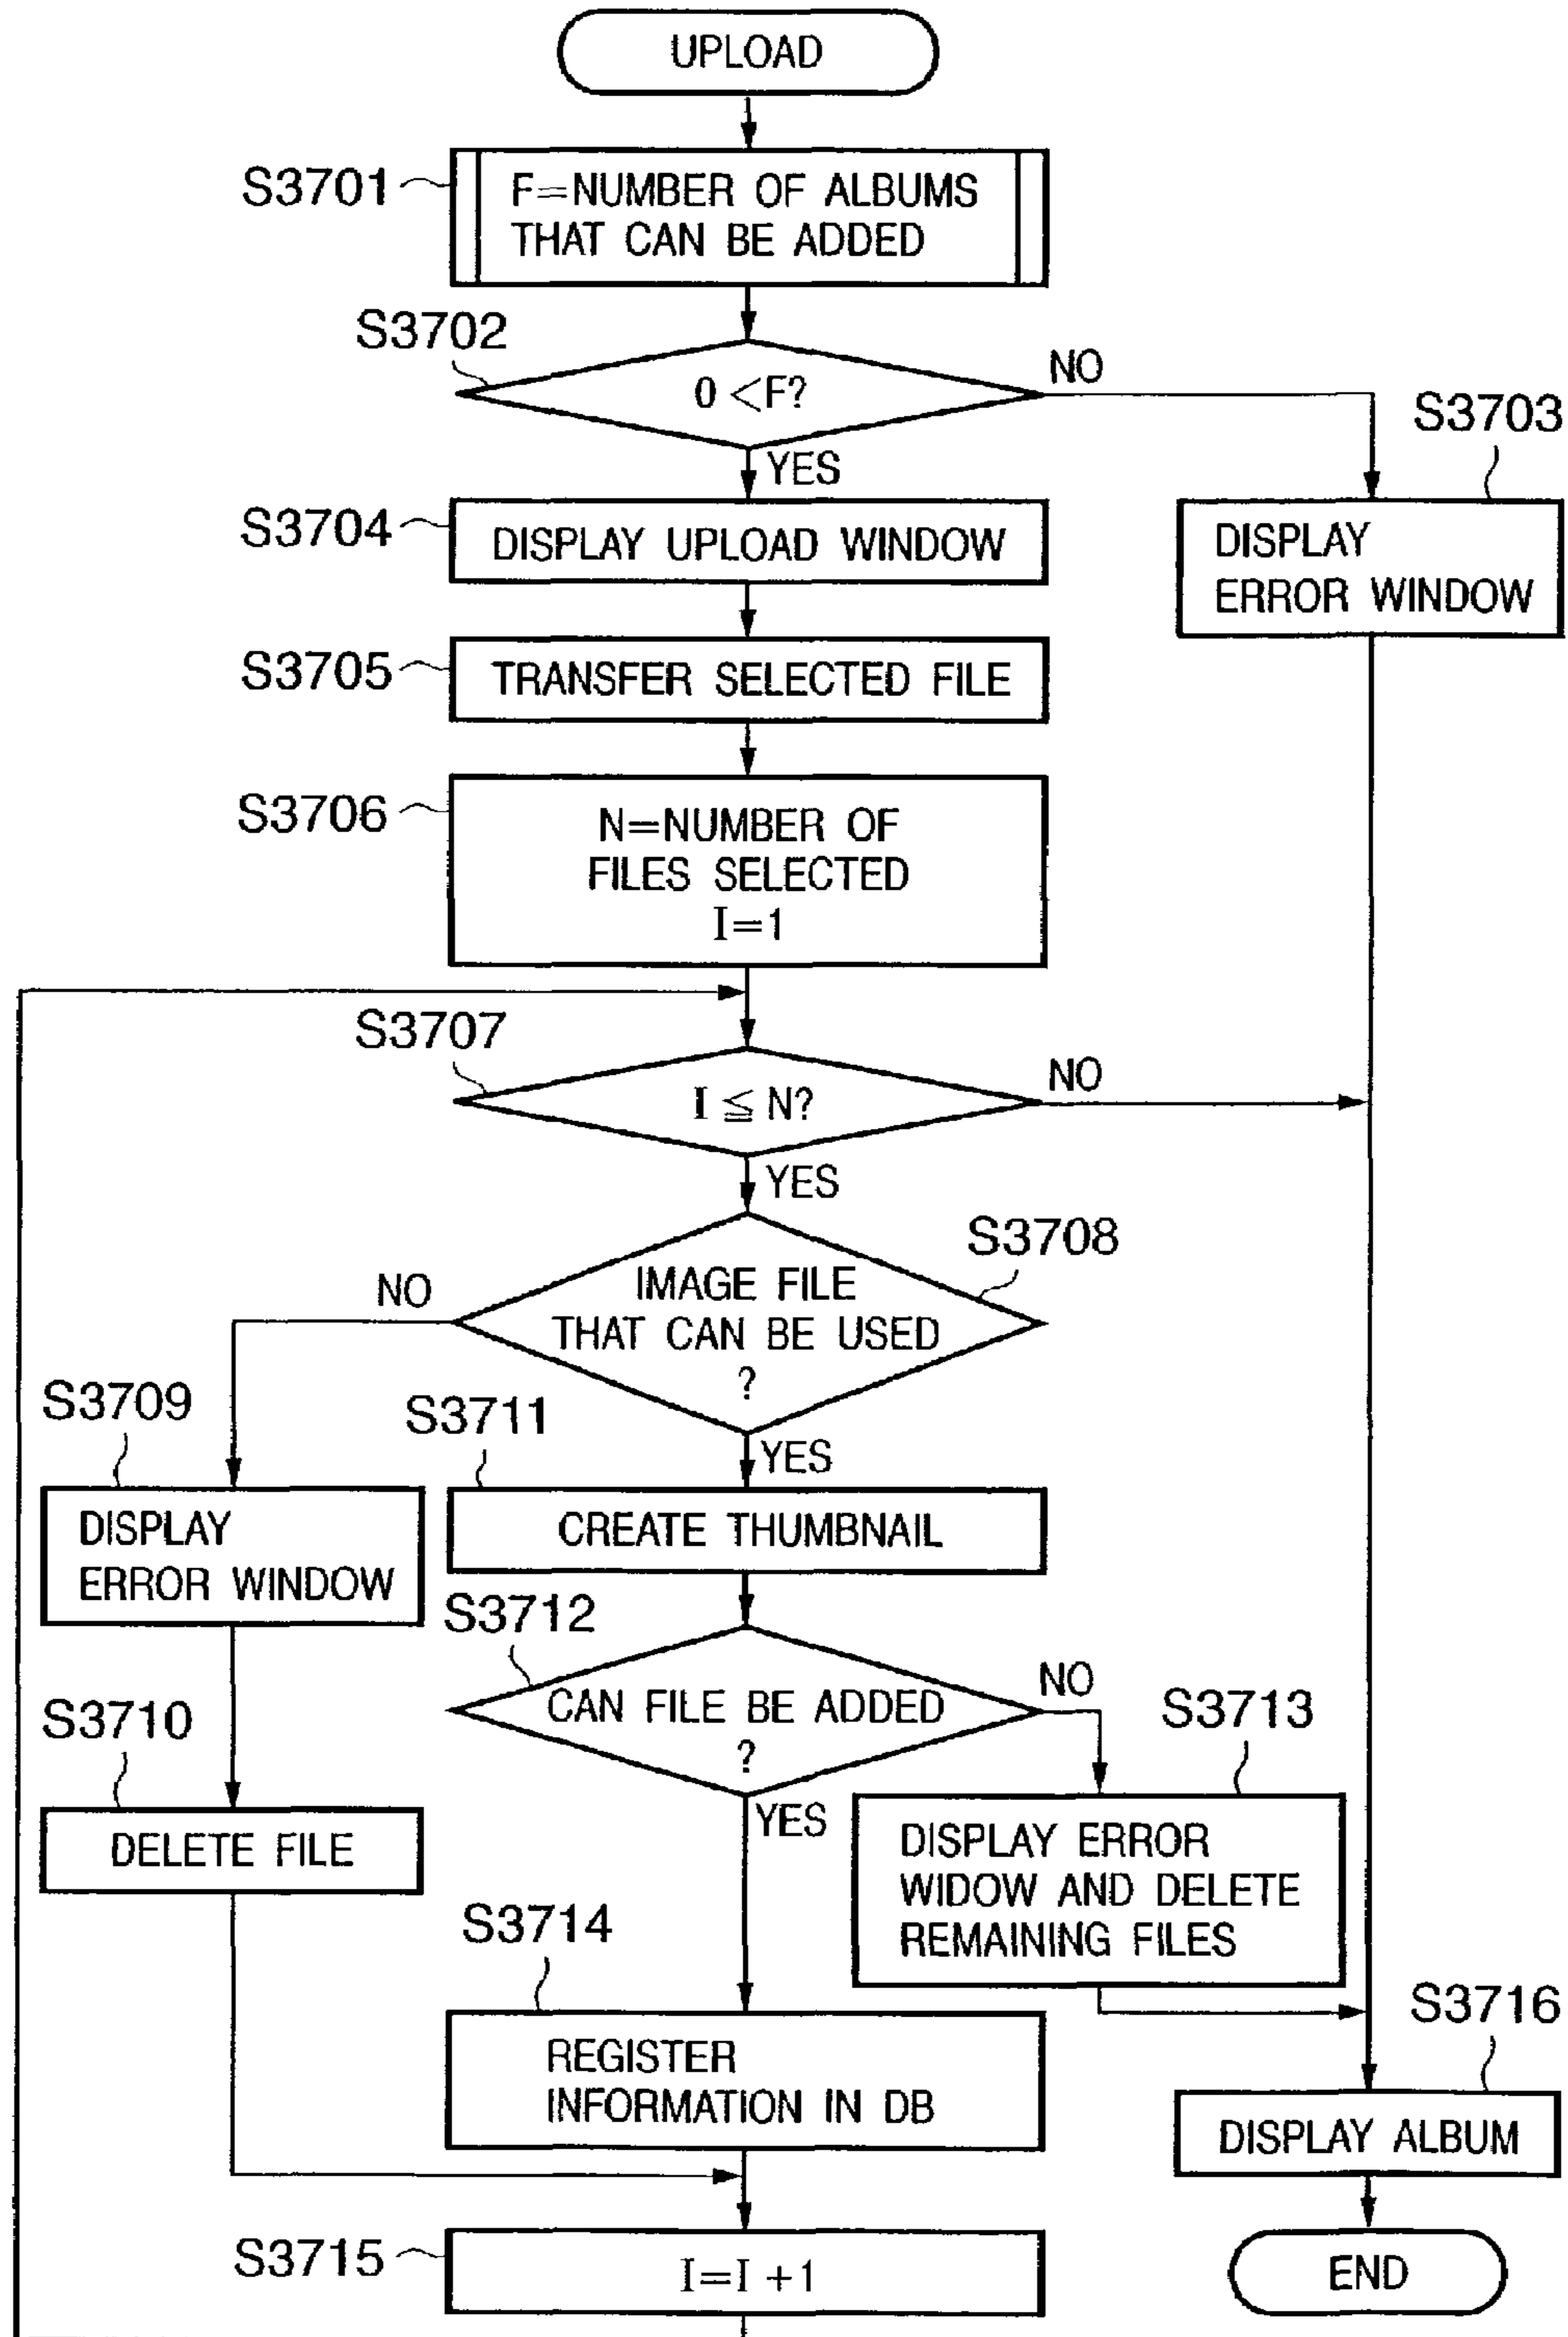 UPLOAD
S3701
F=NUMBER OF ALBUMS
THAT CAN BE ADDED
S3702
0 <F?
NO
YES
S3703
DISPLAY
ERROR WINDOW
S3704
DISPLAY UPLOAD WINDOW
S3705
TRANSFER SELECTED FILE
S3706
N=NUMBER OF
FILES SELECTED
I=1
S3707
I ≦ N?
NO
YES
S3708
IMAGE FILE
THAT CAN BE USED
?
NO
YES
S3709
DISPLAY
ERROR WINDOW
S3710
DELETE FILE
S3711
CREATE THUMBNAIL
S3712
CAN FILE BE ADDED
?
NO
YES
S3713
DISPLAY ERROR
WIDOW AND DELETE
REMAINING FILES
S3714
REGISTER
INFORMATION IN DB
S3715
I=I +1
S3716
DISPLAY ALBUM
END